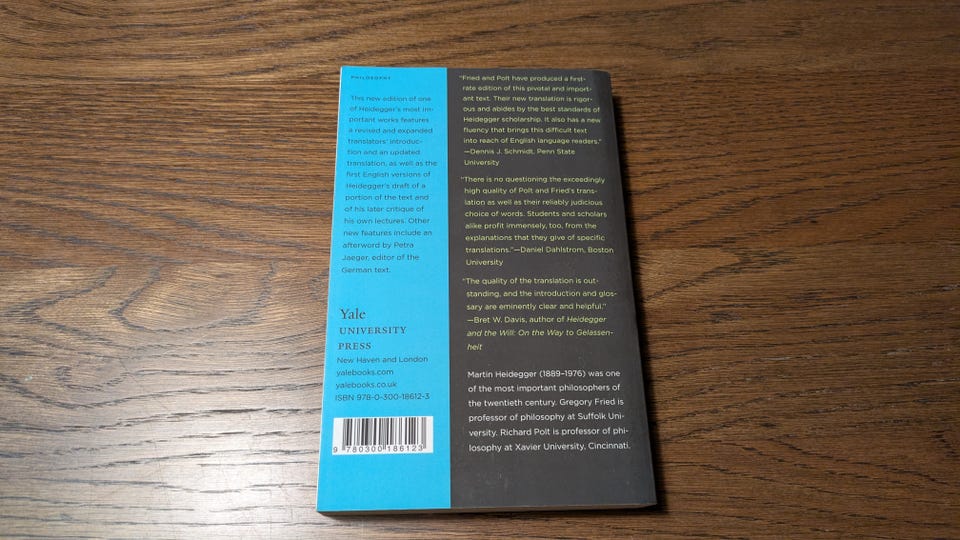 PHILOSOPHY
This new edition of one
of Heidegger's most im-
portant works features
a revised and expanded
translators' introduc-
tion and an updated
translation, as well as the
first English versions of
Heidegger's draft of a
portion of the text and
of his later critique of
his own lectures. Other
new features include an
afterword by Petra
Jaeger, editor of the
German text.
Yale
UNIVERSITY
PRESS
New Haven and London
yalebooks.com
yalebooks.co.uk
ISBN 978-0-300-18612-3
9 780300 186123
"Fried and Polt have produced a first-
rate edition of this pivotal and import-
ant text. Their new translation is rigor-
ous and abides by the best standards of
Heidegger scholarship. It also has a new
fluency that brings this difficult text
into reach of English language readers."
—Dennis J. Schmidt, Penn State
University
"There is no questioning the exceedingly
high quality of Polt and Fried's trans-
lation as well as their reliably judicious
choice of words. Students and scholars
alike profit immensely, too, from the
explanations that they give of specific
translations."—Daniel Dahlstrom, Boston
University
"The quality of the translation is out-
standing, and the introduction and glos-
sary are eminently clear and helpful."
—Bret W. Davis, author of Heidegger
and the Will: On the Way to Gelassen-
heit
Martin Heidegger (1889–1976) was one
of the most important philosophers of
the twentieth century. Gregory Fried is
professor of philosophy at Suffolk Uni-
versity. Richard Polt is professor of phi-
losophy at Xavier University, Cincinnati.